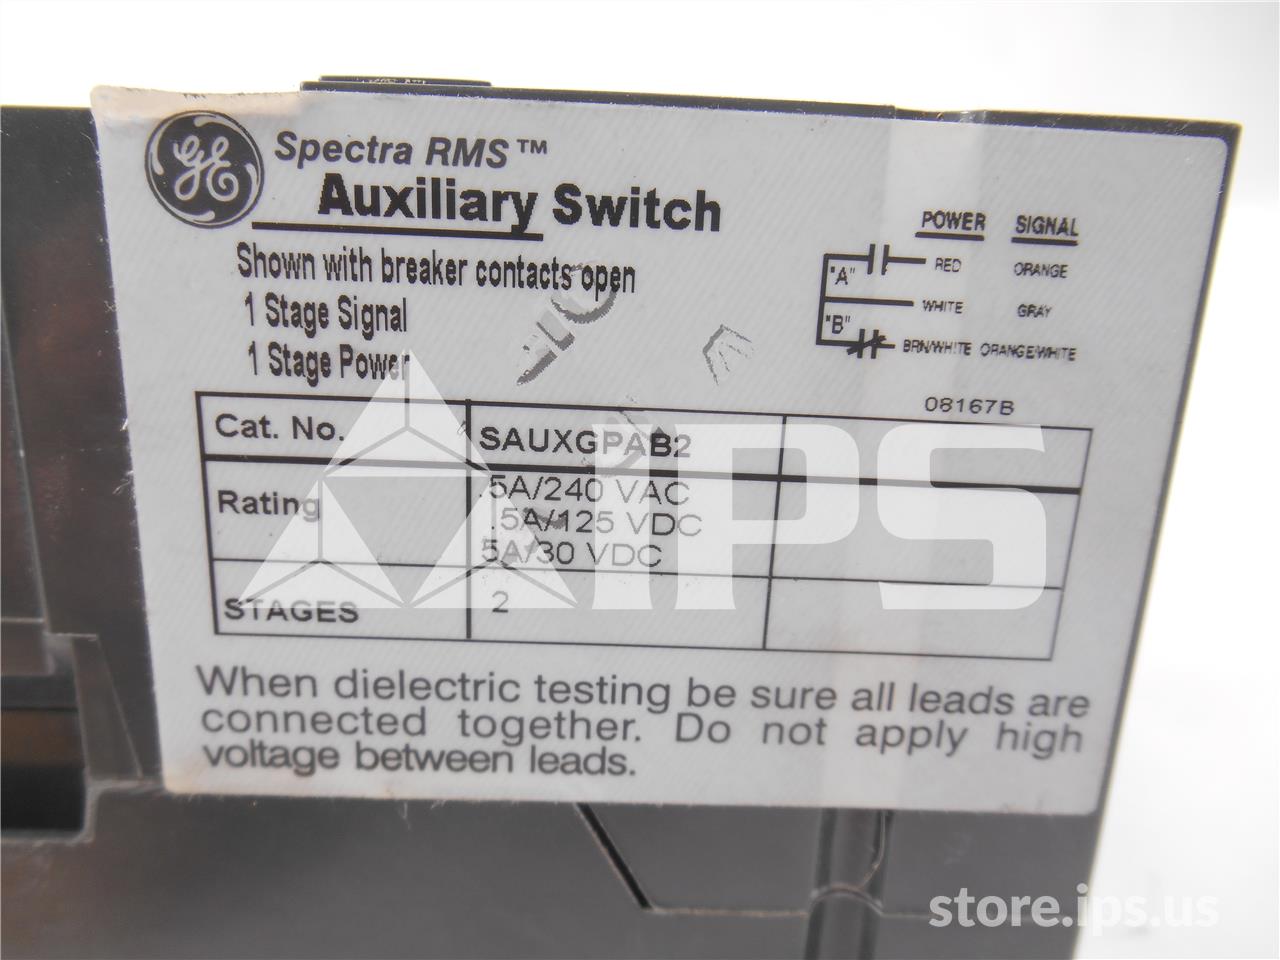 GE
Spectra RMS™
Auxiliary Switch
Shown with breaker contacts open
1 Stage Signal
1 Stage Power
POWER SIGNAL
"A" RED ORANGE
WHITE GRAY
"B" BRN/WHITE ORANGE/WHITE
08167B
Cat. No. SAUXGPAB2
Rating .5A/240 VAC
.5A/125 VDC
5A/30 VDC
STAGES 2
IPS
When dielectric testing be sure all leads are
connected together. Do not apply high
voltage between leads.
store.ips.us